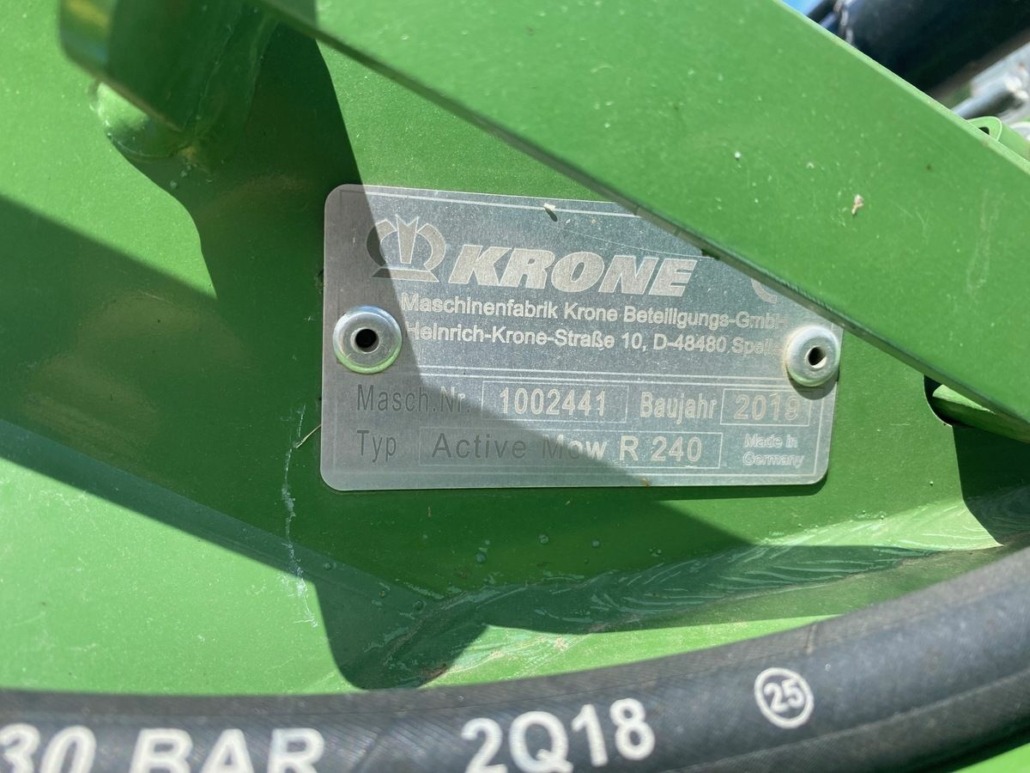 KRONE
Maschinenfabrik Krone Beteiligungs-GmbH
Heinrich-Krone-Straße 10, D-48480 Spelle
Masch.Nr. 1002441 Baujahr 2018
Typ Active Mow R 240 Made in Germany
30 BAR 2Q18 25